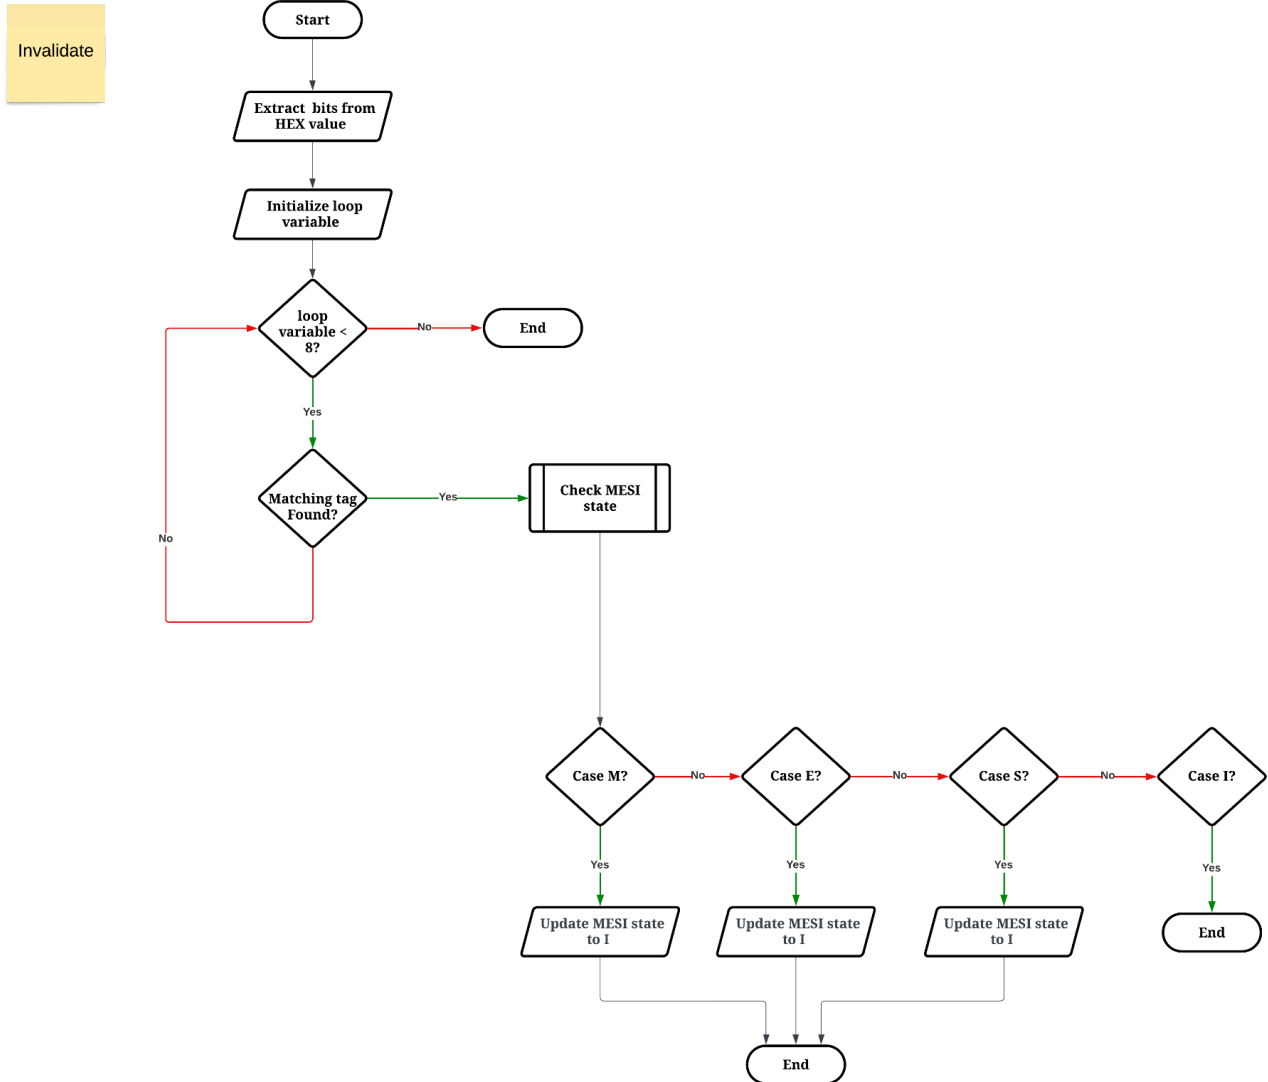 Invalidate
Start
Extract bits from
HEX value
Initialize loop
variable
loop
variable <
8?
No
End
Yes
Matching tag
Found?
Yes
Check MESI
state
No
Case M?
No
Case E?
No
Case S?
No
Case I?
Yes
Yes
Yes
Yes
Update MESI state
to I
Update MESI state
to I
Update MESI state
to I
End
End